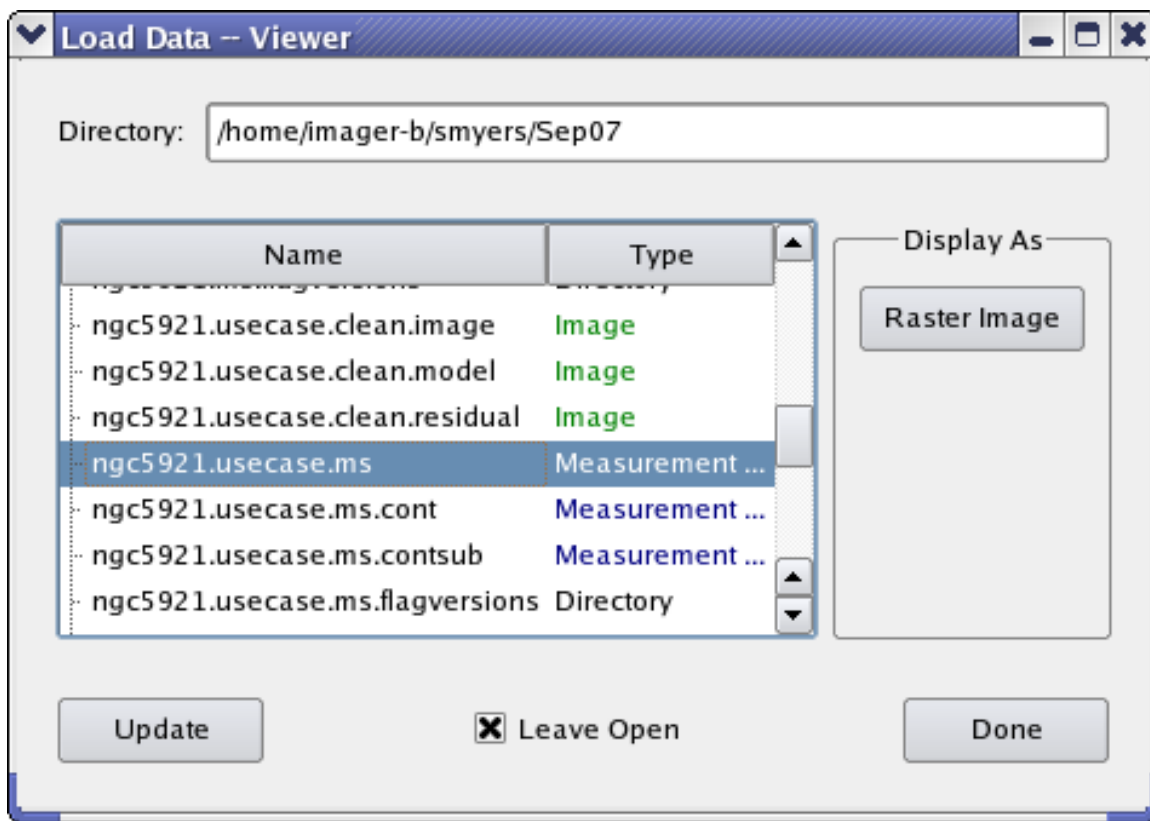 Load Data -- Viewer
Directory: /home/imager-b/smyers/Sep07
Name Type
Display As
Raster Image
ngc5921.usecase.clean.image Image
ngc5921.usecase.clean.model Image
ngc5921.usecase.clean.residual Image
ngc5921.usecase.ms Measurement ...
ngc5921.usecase.ms.cont Measurement ...
ngc5921.usecase.ms.contsub Measurement ...
ngc5921.usecase.ms.flagversions Directory
Update Leave Open Done